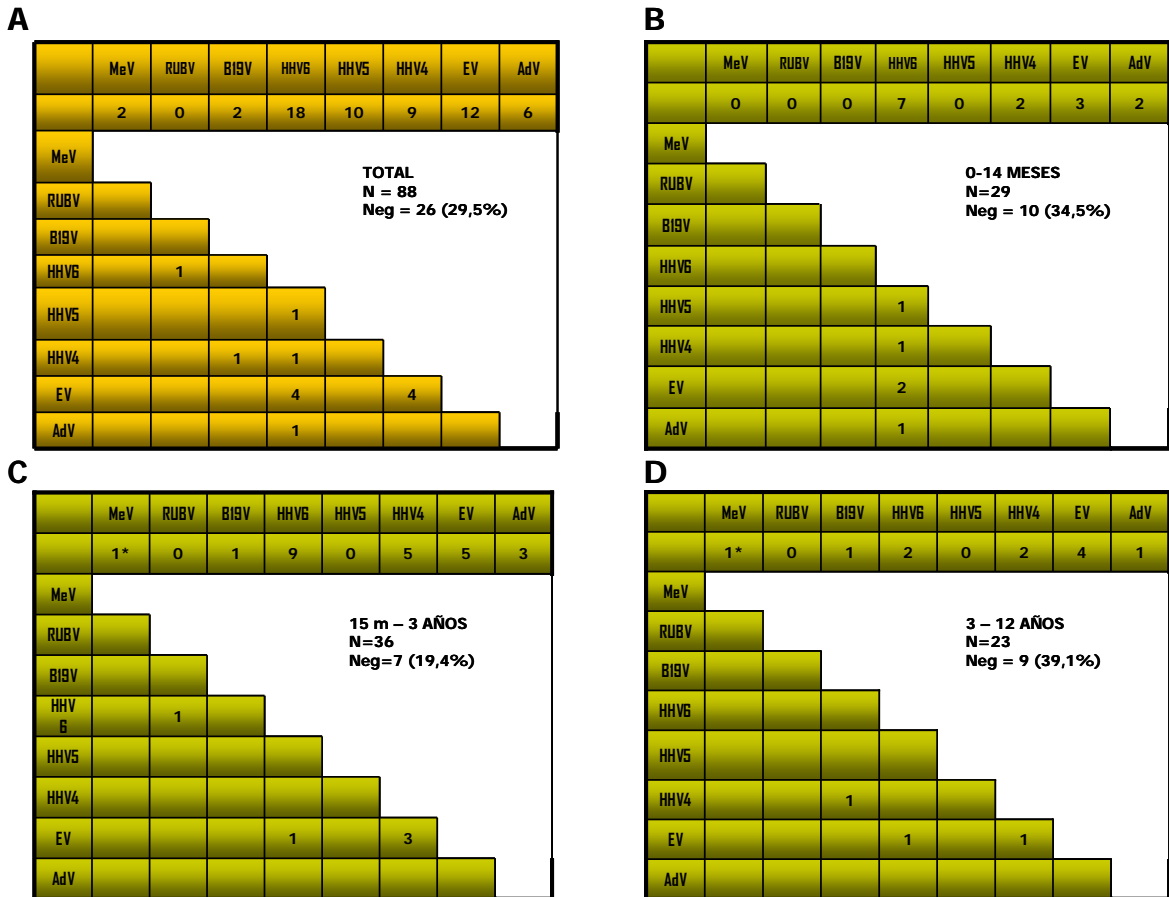 A
MeV RUBV B19V HHV6 HHV5 HHV4 EV AdV
2 0 2 18 10 9 12 6
MeV
TOTAL
N = 88
Neg = 26 (29,5%)
RUBV
B19V
HHV6 1
HHV5 1
HHV4 1 1
EV 4 4
AdV 1
B
MeV RUBV B19V HHV6 HHV5 HHV4 EV AdV
0 0 0 7 0 2 3 2
MeV
0-14 MESES
N=29
Neg = 10 (34,5%)
RUBV
B19V
HHV6
HHV5 1
HHV4 1
EV 2
AdV 1
C
MeV RUBV B19V HHV6 HHV5 HHV4 EV AdV
1* 0 1 9 0 5 5 3
MeV
15 m – 3 AÑOS
N=36
Neg=7 (19,4%)
RUBV
B19V
HHV
6 1
HHV5
HHV4
EV 1 3
AdV
D
MeV RUBV B19V HHV6 HHV5 HHV4 EV AdV
1* 0 1 2 0 2 4 1
MeV
3 – 12 AÑOS
N=23
Neg = 9 (39,1%)
RUBV
B19V
HHV6
HHV5
HHV4 1
EV 1 1
AdV